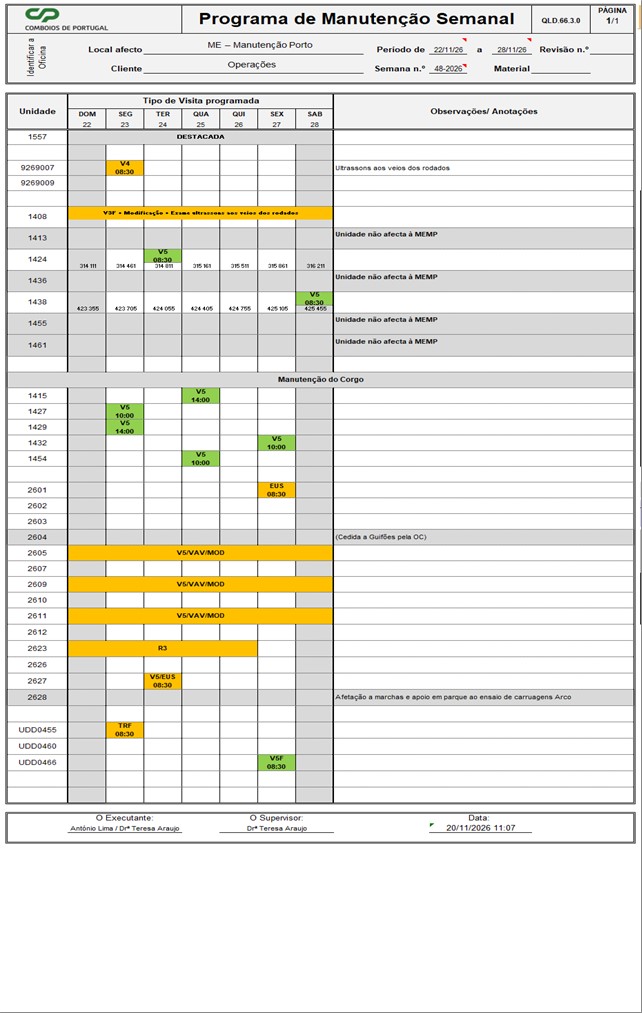 CP
COMBOIOS DE PORTUGAL
Programa de Manutenção Semanal
QLD.66.3.0
PÁGINA
1/1
Identificar a
Oficina
Local afecto ME – Manutenção Porto Período de 22/11/26 a 28/11/26 Revisão n.º
Cliente Operações Semana n.º 48-2026 Material
Unidade Tipo de Visita programada Observações/ Anotações
DOM SEG TER QUA QUI SEX SAB
22 23 24 25 26 27 28
1557 DESTACADA
9269007 V4 08:30 Ultrassons aos veios dos rodados
9269009
1408 V3F + Modificação + Exame ultrassons aos veios dos rodados
1413 Unidade não afecta à MEMP
1424 V5 08:30
314 111 314 461 314 811 315 161 315 511 315 861 316 211
1436 Unidade não afecta à MEMP
1438 V5 08:30
423 355 423 705 424 055 424 405 424 755 425 105 425 455
1455 Unidade não afecta à MEMP
1461 Unidade não afecta à MEMP
Manutenção do Corgo
1415 V5 14:00
1427 V5 10:00
1429 V5 14:00
1432 V5 10:00
1454 V5 10:00
2601 EUS 08:30
2602
2603
2604 (Cedida a Guifões pela OC)
2605 V5/VAV/MOD
2607
2609 V5/VAV/MOD
2610
2611 V5/VAV/MOD
2612
2623 R3
2626
2627 V5/EUS 08:30
2628 Afetação a marchas e apoio em parque ao ensaio de carruagens Arco
UDD0455 TRF 08:30
UDD0460
UDD0466 V5F 08:30
O Executante: O Supervisor: Data:
António Lima / Drª Teresa Araujo Drª Teresa Araujo 20/11/2026 11:07